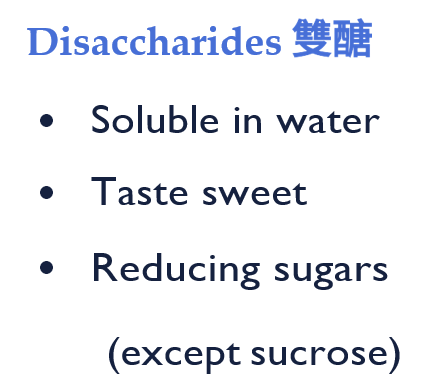 Disaccharides 雙醣
• Soluble in water
• Taste sweet
• Reducing sugars
(except sucrose)